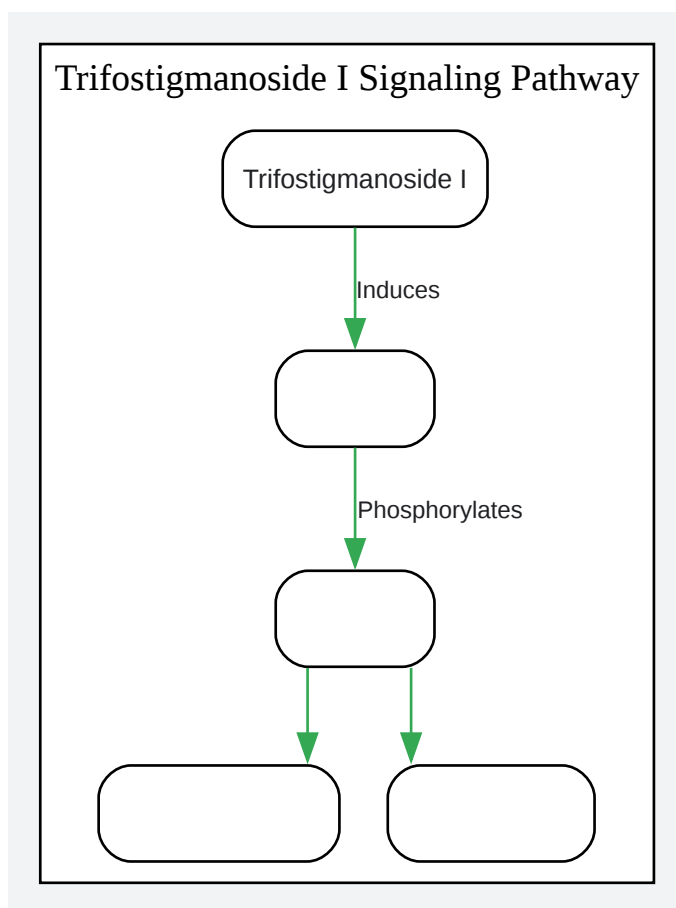 Trifostigmanoside I Signaling Pathway
Trifostigmanoside I
Induces
Phosphorylates